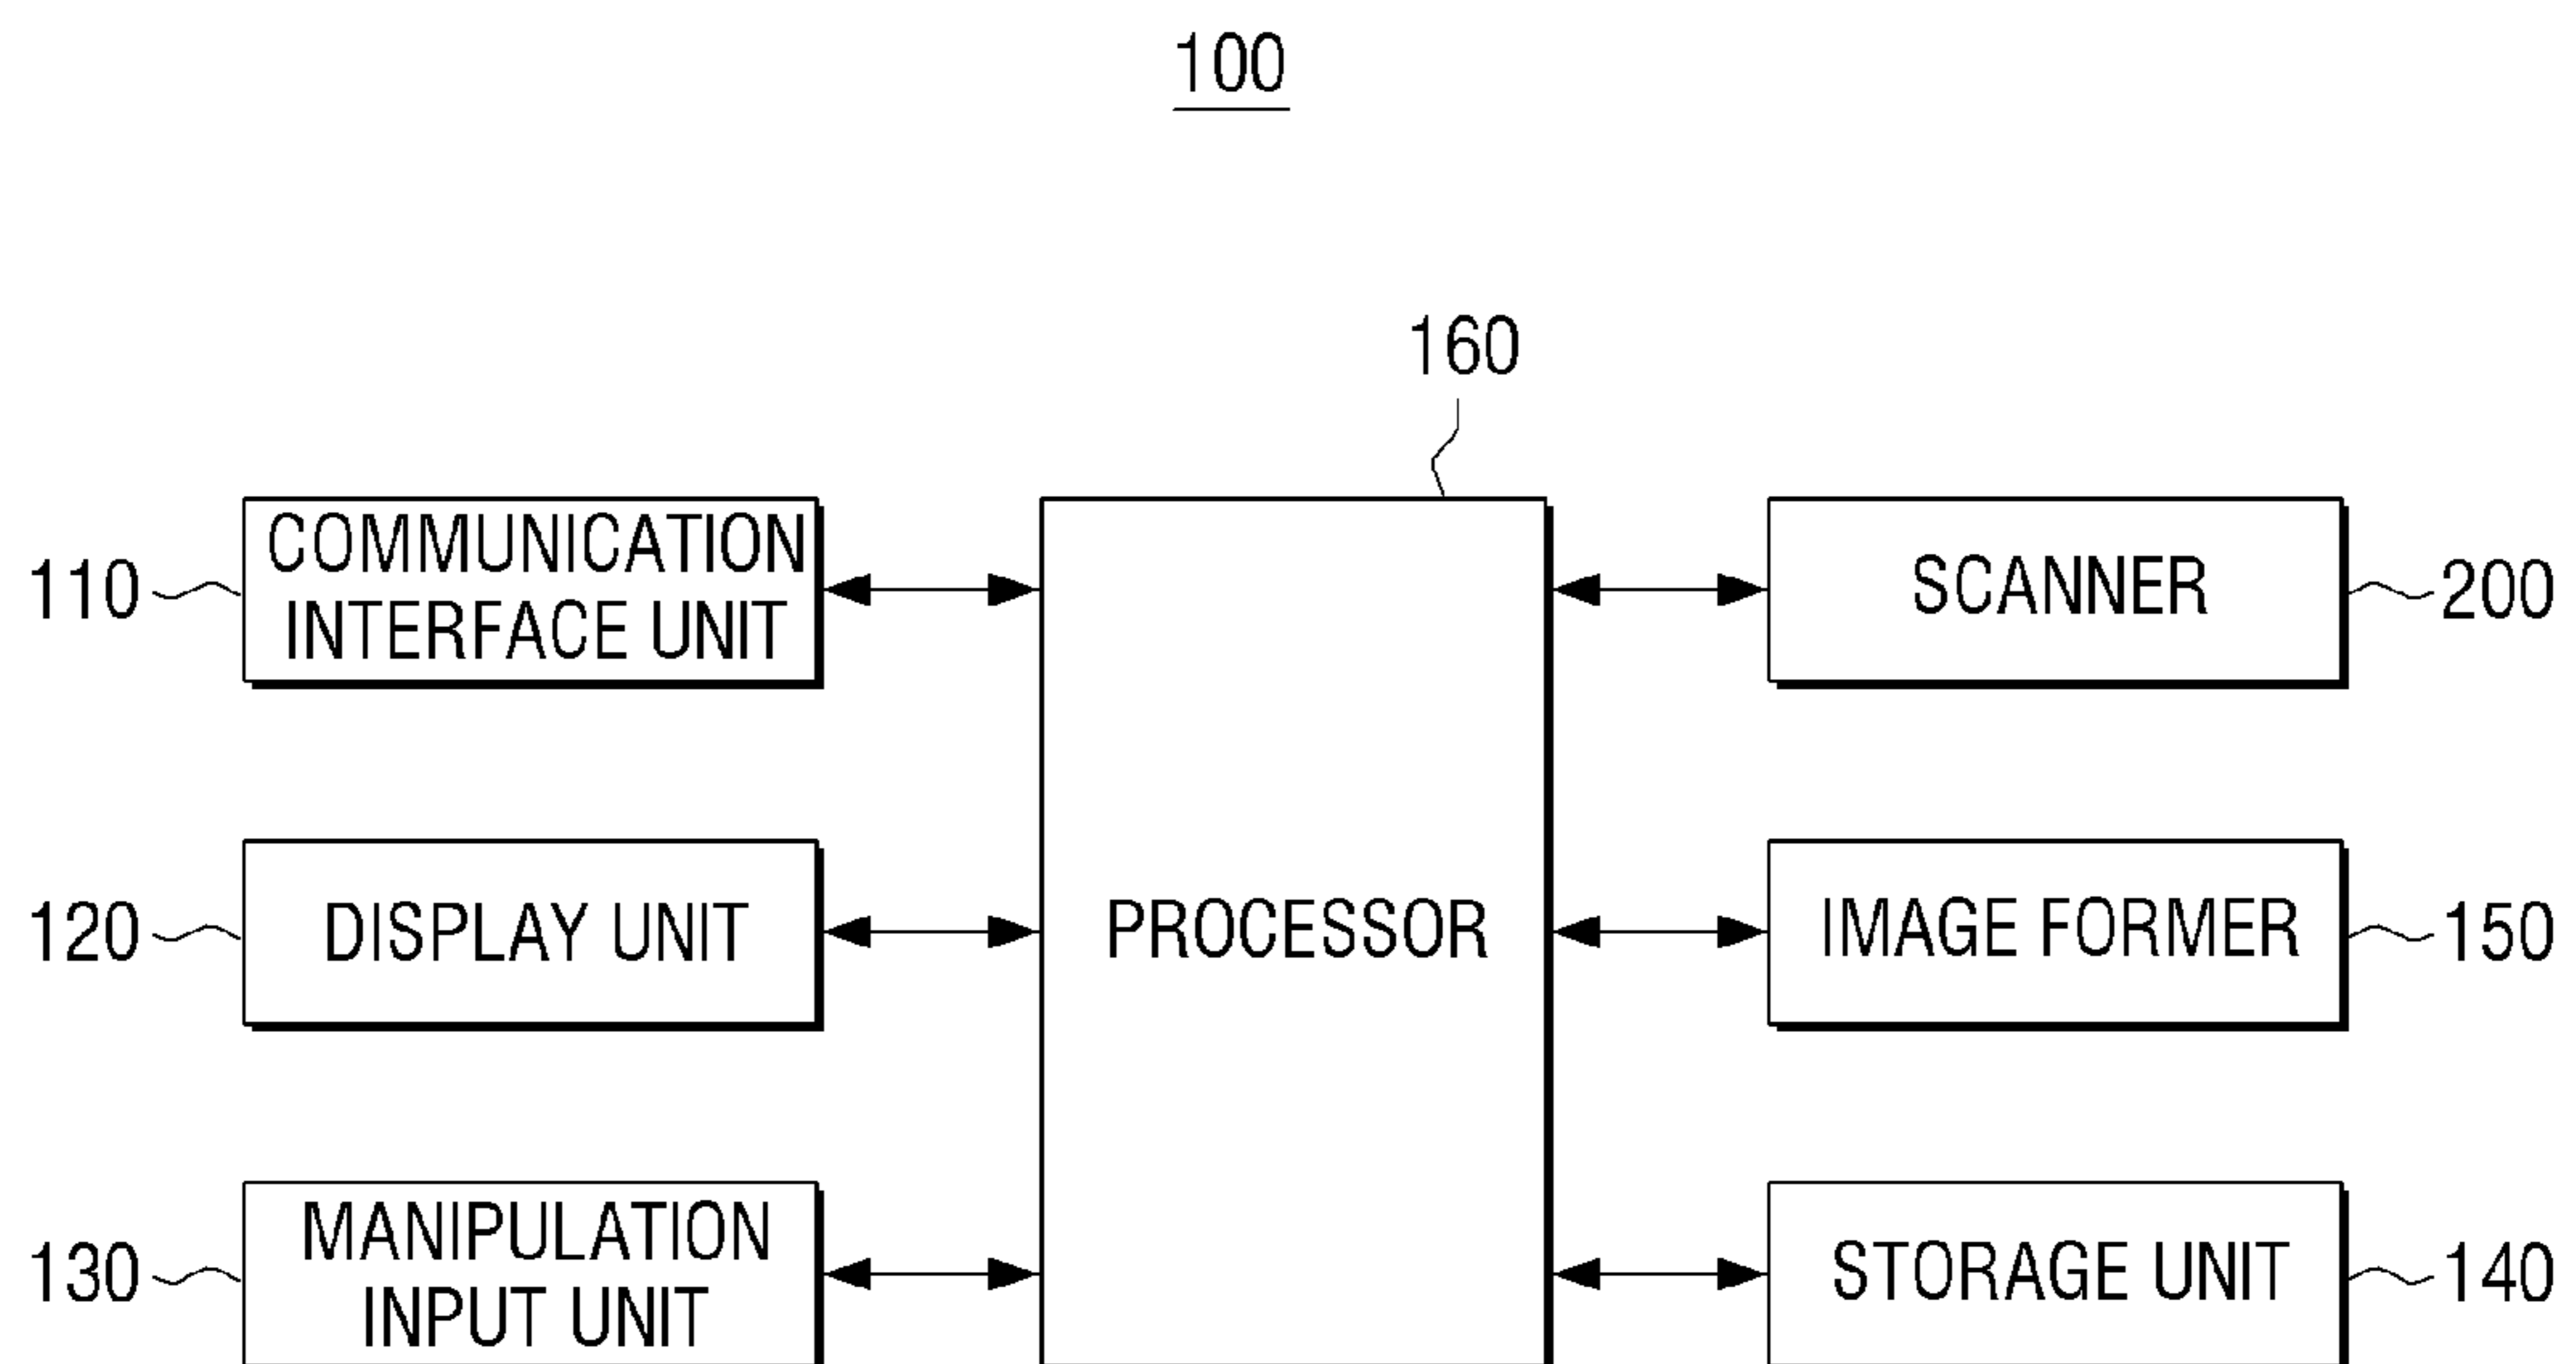 100
160
110
COMMUNICATION
INTERFACE UNIT
SCANNER
200
120
DISPLAY UNIT
PROCESSOR
IMAGE FORMER
150
130
MANIPULATION
INPUT UNIT
STORAGE UNIT
140